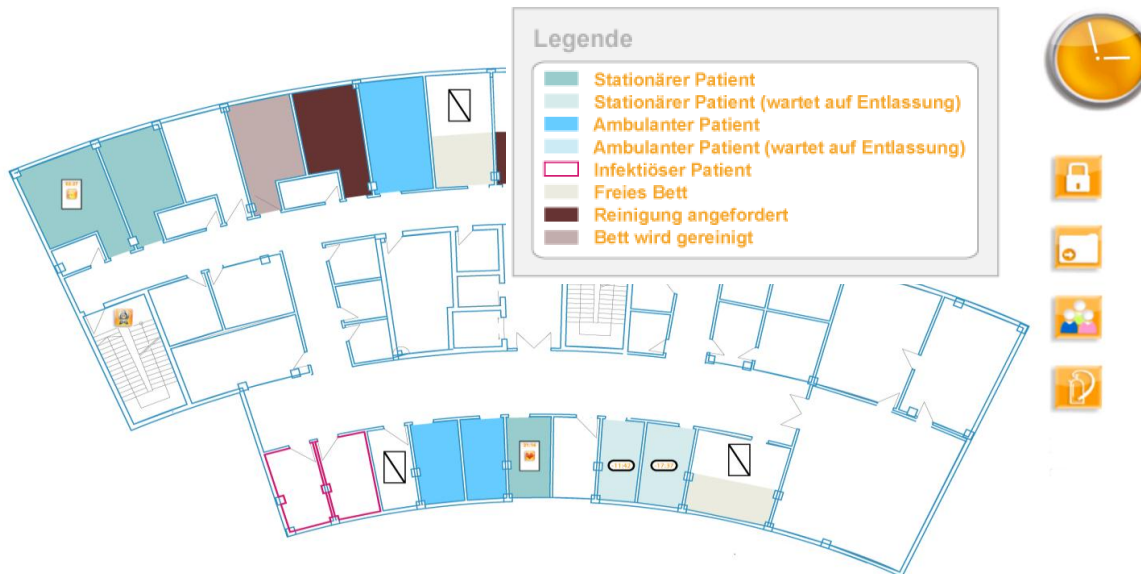 Legende
Stationärer Patient
Stationärer Patient (wartet auf Entlassung)
Ambulanter Patient
Ambulanter Patient (wartet auf Entlassung)
Infektiöser Patient
Freies Bett
Reinigung angefordert
Bett wird gereinigt